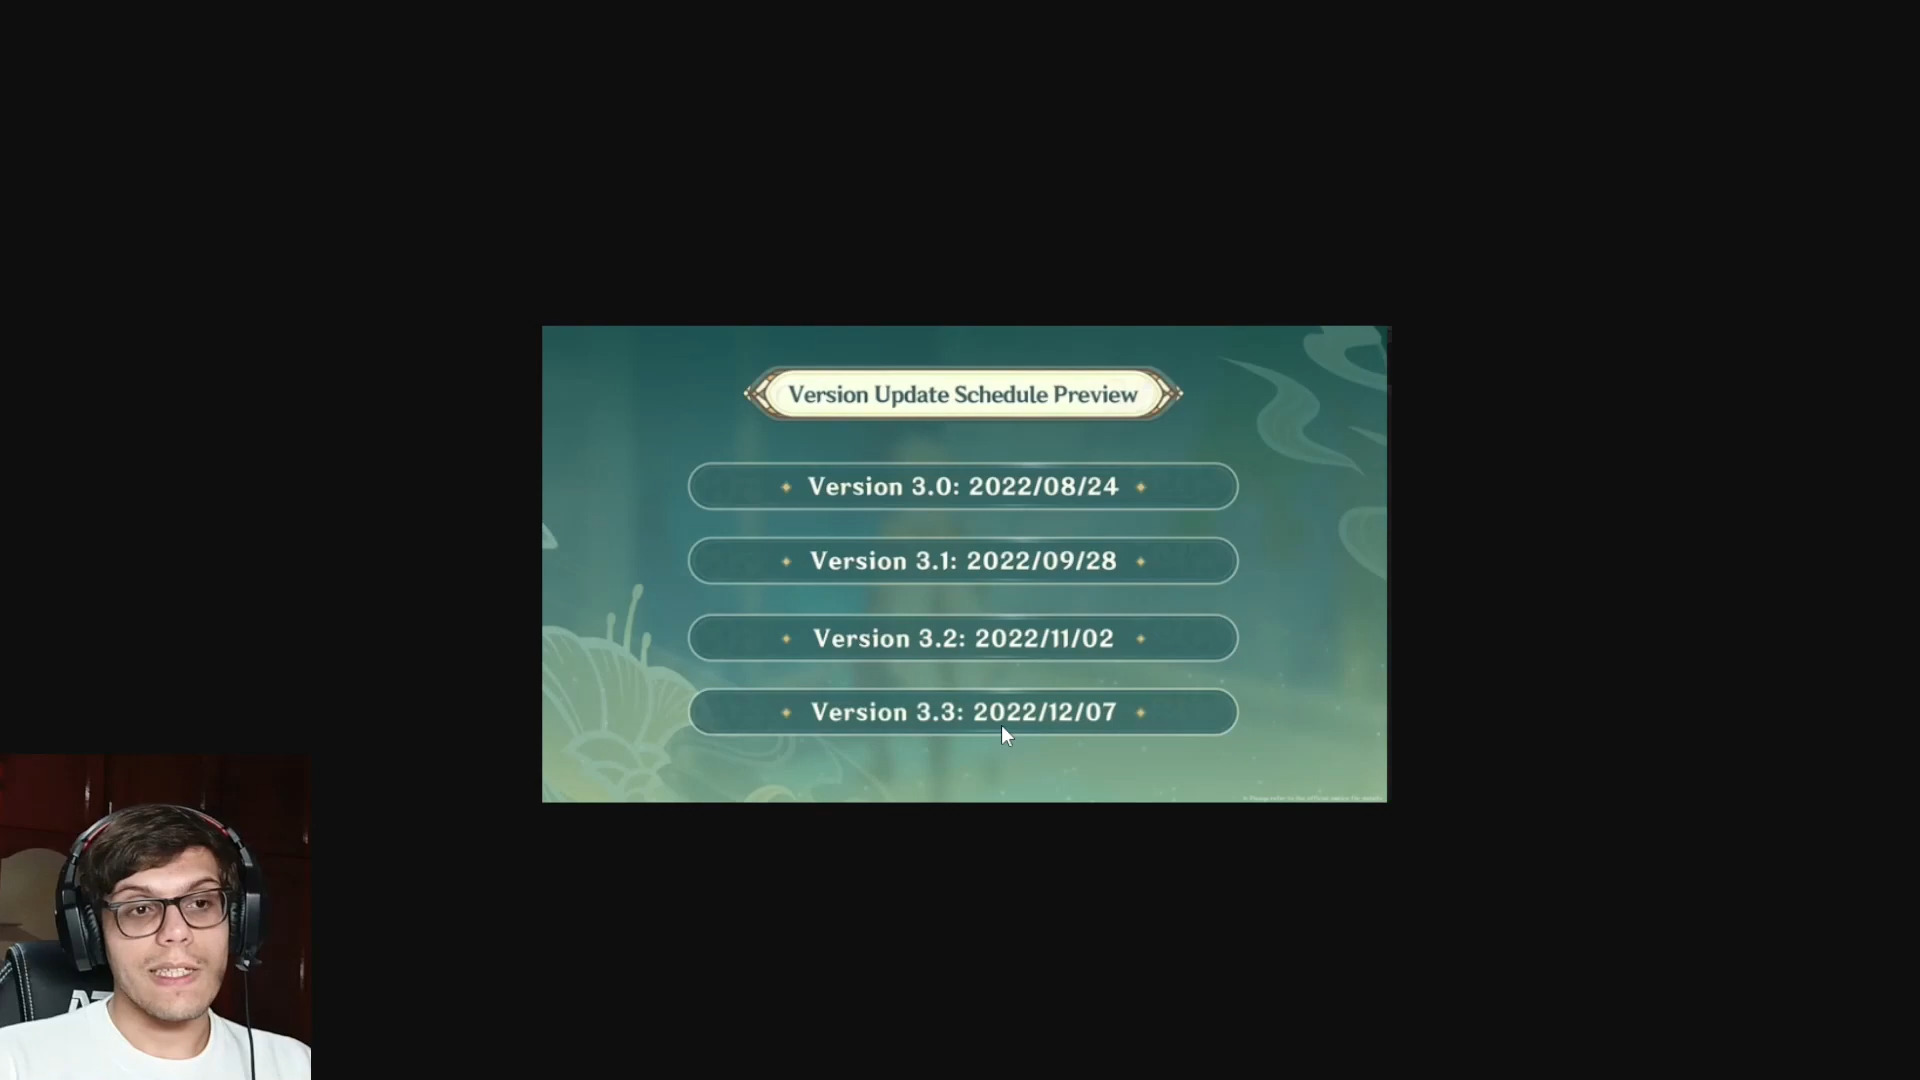 Version Update Schedule Preview
Version 3.0: 2022/08/24
Version 3.1: 2022/09/28
Version 3.2: 2022/11/02
Version 3.3: 2022/12/07